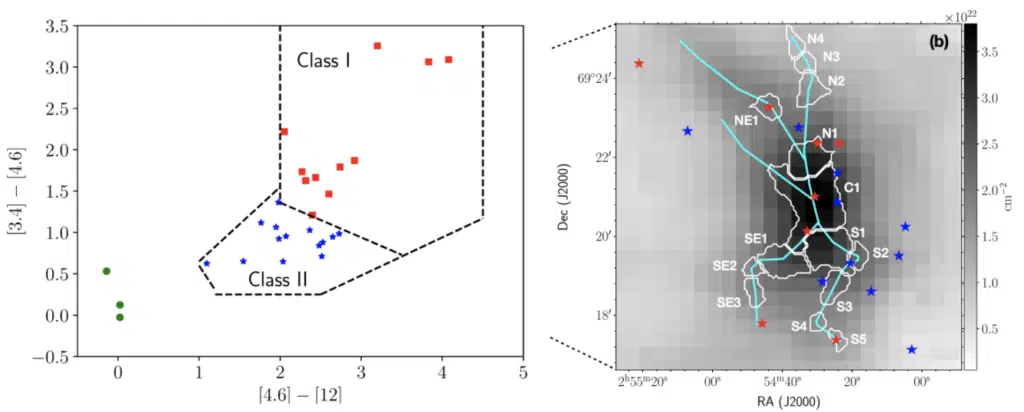 3.5
3.0
2.5
2.0
1.5
1.0
0.5
0.0
−0.5
[3.4] − [4.6]
Class I
Class II
0
1
2
3
4
5
[4.6] − [12]
(b)
N4
N3
N2
NE1
N1
C1
S1
SE1
S2
SE2
SE3
S3
S4
S5
69°24′
22′
20′
18′
Dec (J2000)
2ʰ55ᵐ20ˢ
00ˢ
54ᵐ40ˢ
20ˢ
00ˢ
RA (J2000)
×10²²
3.5
3.0
2.5
2.0
1.5
1.0
0.5
cm⁻²